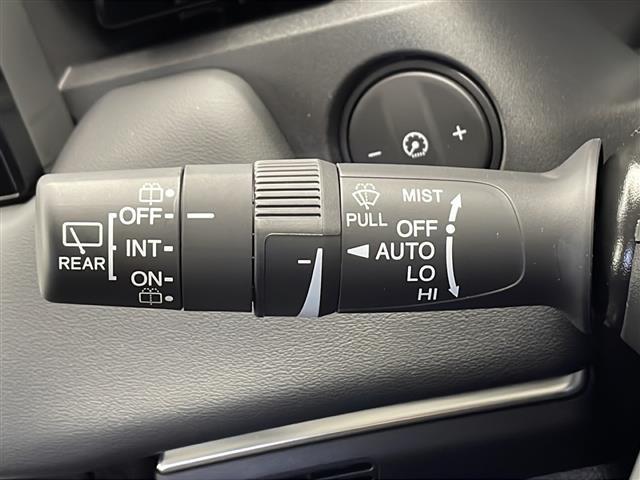 REAR
OFF
INT
ON
PULL
MIST
OFF
AUTO
LO
HI
- +